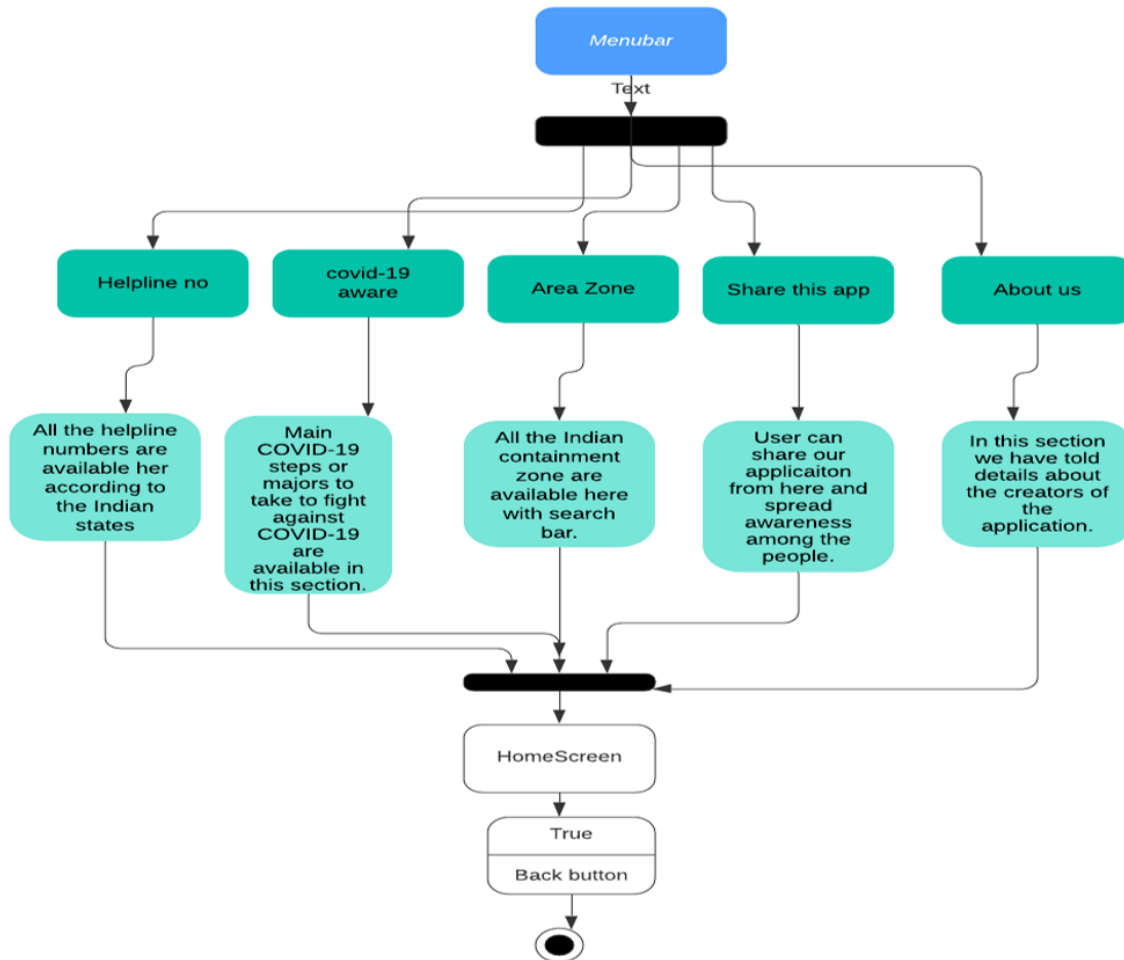 Menubar
Text
Helpline no
covid-19
aware
Area Zone
Share this app
About us
All the helpline
numbers are
available her
according to
the Indian
states
Main
COVID-19
steps or
majors to
take to fight
against
COVID-19
are
available in
this section.
All the Indian
containment
zone are
available here
with search
bar.
User can
share our
applicaiton
from here and
spread
awareness
among the
people.
In this section
we have told
details about
the creators of
the
application.
HomeScreen
True
Back button